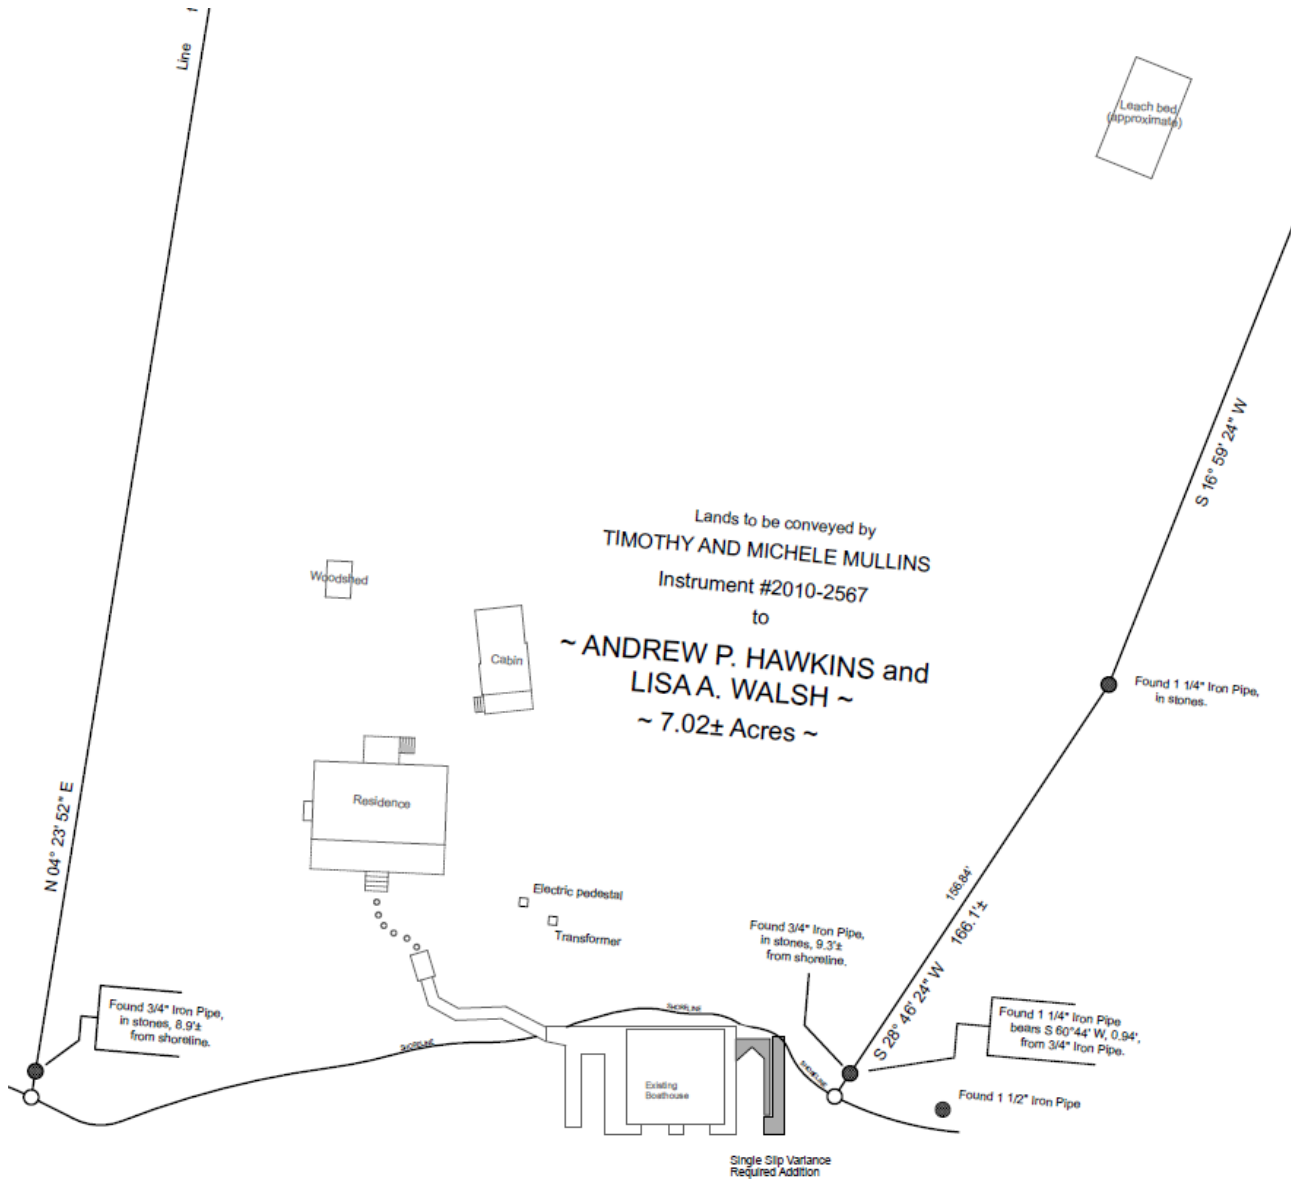 Line
Leach bed
(approximate)
S 16° 59' 24" W
Lands to be conveyed by
TIMOTHY AND MICHELE MULLINS
Instrument #2010-2567
to
~ ANDREW P. HAWKINS and
LISA A. WALSH ~
~ 7.02± Acres ~
Woodshed
Cabin
Found 1 1/4" Iron Pipe,
in stones.
Residence
N 04° 23' 52" E
Electric pedestal
Transformer
156.84'
166.1'±
S 28° 46' 24" W
Found 3/4" Iron Pipe,
in stones, 9.3'±
from shoreline.
Found 3/4" Iron Pipe,
in stones, 8.9'±
from shoreline.
SHORELINE
SHORELINE
SHORELINE
Found 1 1/4" Iron Pipe
bears S 60°44' W, 0.94',
from 3/4" Iron Pipe.
Existing
Boathouse
Found 1 1/2" Iron Pipe
Single Slip Variance
Required Addition